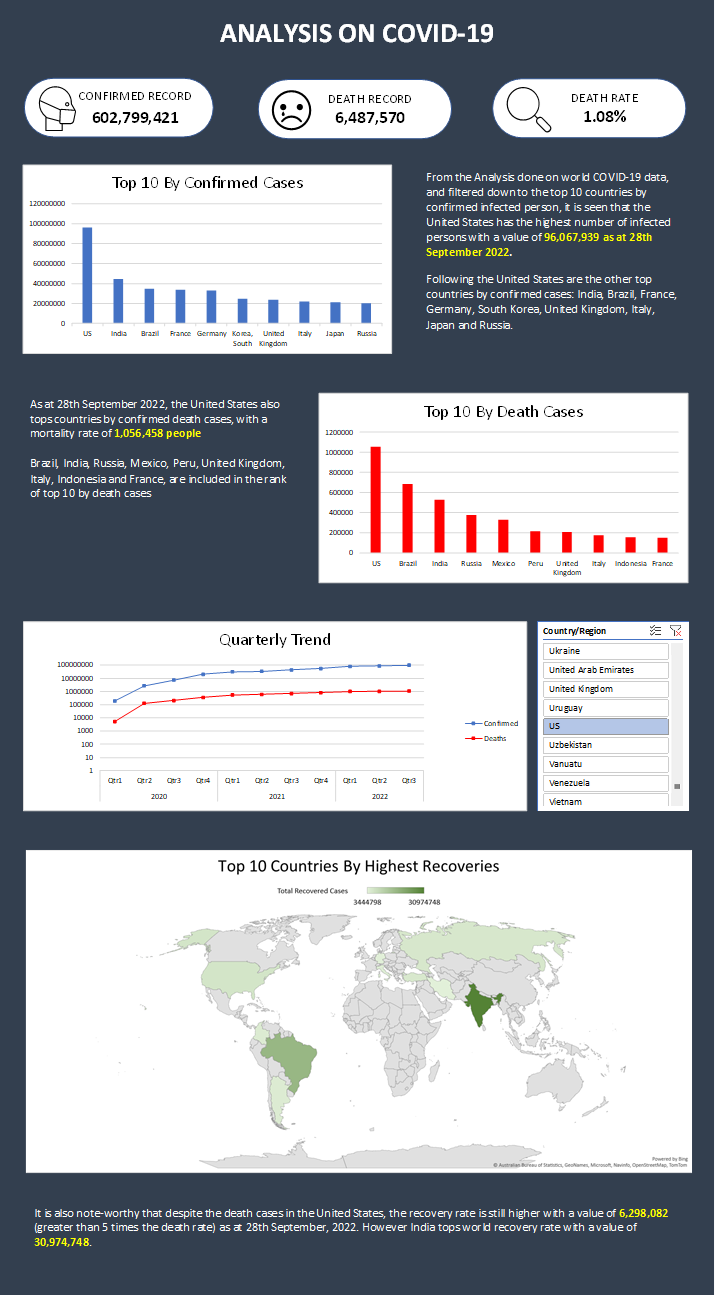 ANALYSIS ON COVID-19
CONFIRMED RECORD
602,799,421
DEATH RECORD
6,487,570
DEATH RATE
1.08%
Top 10 By Confirmed Cases
120000000
100000000
80000000
60000000
40000000
20000000
0
US India Brazil France Germany Korea, South United Kingdom Italy Japan Russia
From the Analysis done on world COVID-19 data,
and filtered down to the top 10 countries by
confirmed infected person, it is seen that the
United States has the highest number of infected
persons with a value of 96,067,939 as at 28th
September 2022.
Following the United States are the other top
countries by confirmed cases: India, Brazil, France,
Germany, South Korea, United Kingdom, Italy,
Japan and Russia.
As at 28th September 2022, the United States also
tops countries by confirmed death cases, with a
mortality rate of 1,056,458 people
Brazil, India, Russia, Mexico, Peru, United Kingdom,
Italy, Indonesia and France, are included in the rank
of top 10 by death cases
Top 10 By Death Cases
1200000
1000000
800000
600000
400000
200000
0
US Brazil India Russia Mexico Peru United Kingdom Italy Indonesia France
Quarterly Trend
100000000
10000000
1000000
100000
10000
1000
100
10
1
Qtr1 Qtr2 Qtr3 Qtr4 Qtr1 Qtr2 Qtr3 Qtr4 Qtr1 Qtr2 Qtr3
2020 2021 2022
Confirmed
Deaths
Country/Region
Ukraine
United Arab Emirates
United Kingdom
Uruguay
US
Uzbekistan
Vanuatu
Venezuela
Vietnam
Top 10 Countries By Highest Recoveries
Total Recovered Cases
3444798 30974748
Powered by Bing
© Australian Bureau of Statistics, GeoNames, Microsoft, Navinfo, OpenStreetMap, TomTom
It is also note-worthy that despite the death cases in the United States, the recovery rate is still higher with a value of 6,298,082
(greater than 5 times the death rate) as at 28th September, 2022. However India tops world recovery rate with a value of
30,974,748.